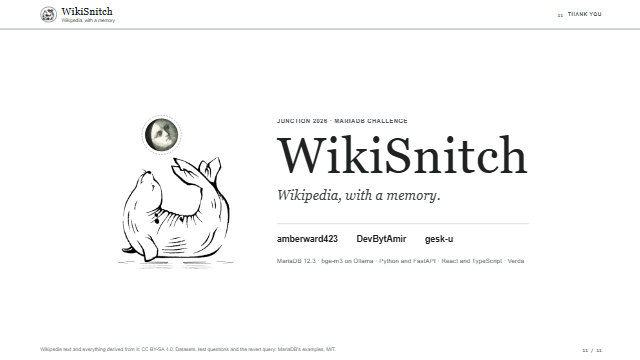 WikiSnitch
Wikipedia, with a memory
11 THANK YOU
JUNCTION 2026 · MARIADB CHALLENGE
WikiSnitch
Wikipedia, with a memory.
amberward423 DevBytAmir gesk-u
MariaDB 12.3 · bge-m3 on Ollama · Python and FastAPI · React and TypeScript · Verda
Wikipedia text and everything derived from it: CC BY-SA 4.0. Datasets, test questions and the revert query: MariaDB's examples, MIT.
11 / 11